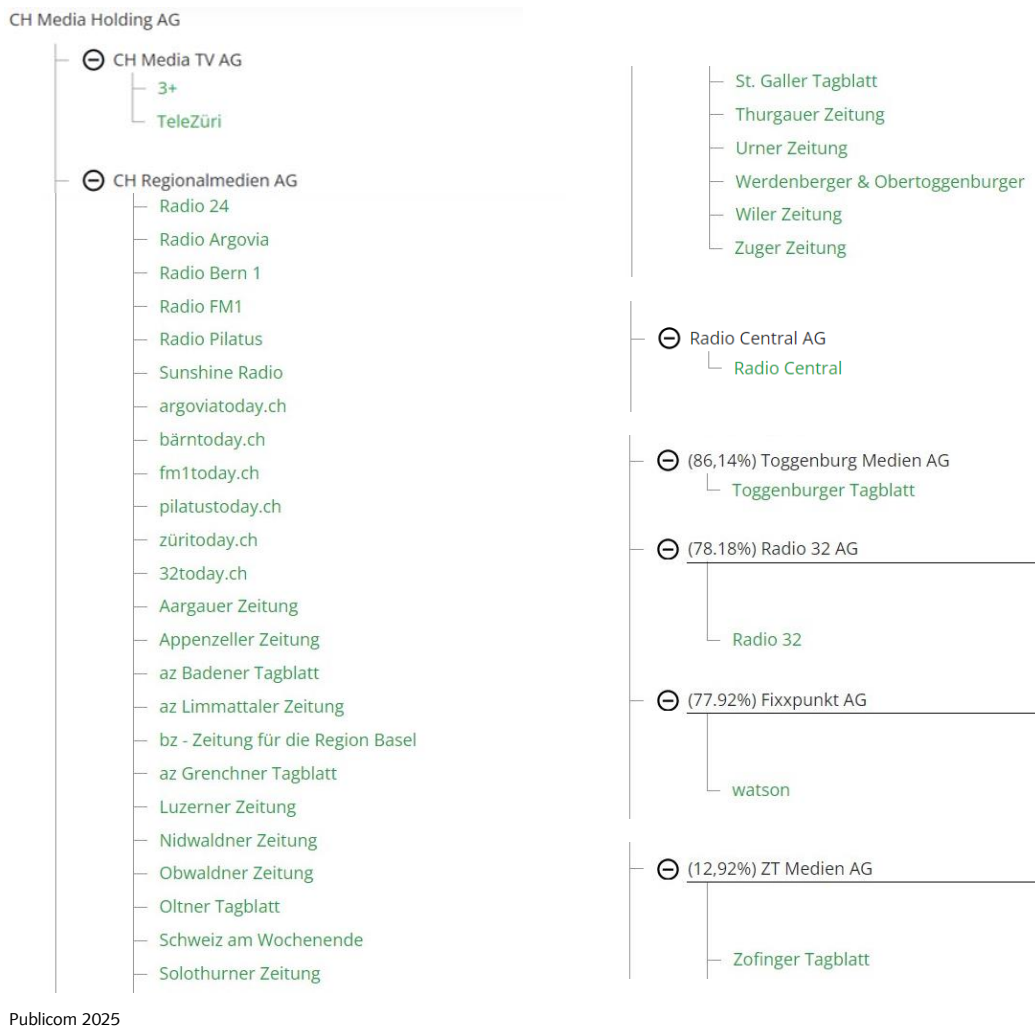 CH Media Holding AG
CH Media TV AG
3+
TeleZüri
CH Regionalmedien AG
Radio 24
Radio Argovia
Radio Bern 1
Radio FM1
Radio Pilatus
Sunshine Radio
argoviatoday.ch
bärntoday.ch
fm1today.ch
pilatustoday.ch
züritoday.ch
32today.ch
Aargauer Zeitung
Appenzeller Zeitung
az Badener Tagblatt
az Limmattaler Zeitung
bz - Zeitung für die Region Basel
az Grenchner Tagblatt
Luzerner Zeitung
Nidwaldner Zeitung
Obwaldner Zeitung
Oltner Tagblatt
Schweiz am Wochenende
Solothurner Zeitung
St. Galler Tagblatt
Thurgauer Zeitung
Urner Zeitung
Werdenberger & Obertoggenburger
Wiler Zeitung
Zuger Zeitung
Radio Central AG
Radio Central
(86,14%) Toggenburg Medien AG
Toggenburger Tagblatt
(78.18%) Radio 32 AG
Radio 32
(77.92%) Fixxpunkt AG
watson
(12,92%) ZT Medien AG
Zofinger Tagblatt
Publicom 2025